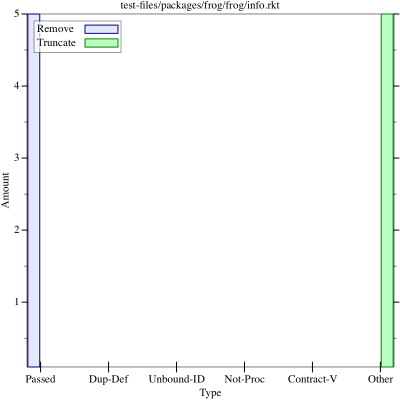 test-files/packages/frog/frog/info.rkt
5
Remove
Truncate
4
3
Amount
2
1
Passed Dup-Def Unbound-ID Not-Proc Contract-V Other
Type